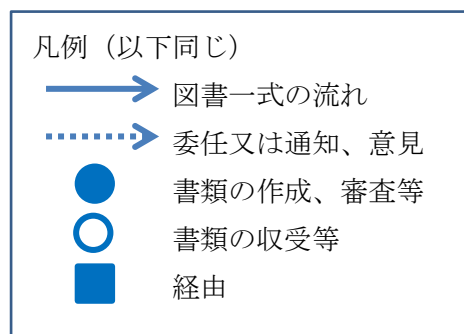 凡例（以下同じ）
図書一式の流れ
委任又は通知、意見
書類の作成、審査等
書類の収受等
経由